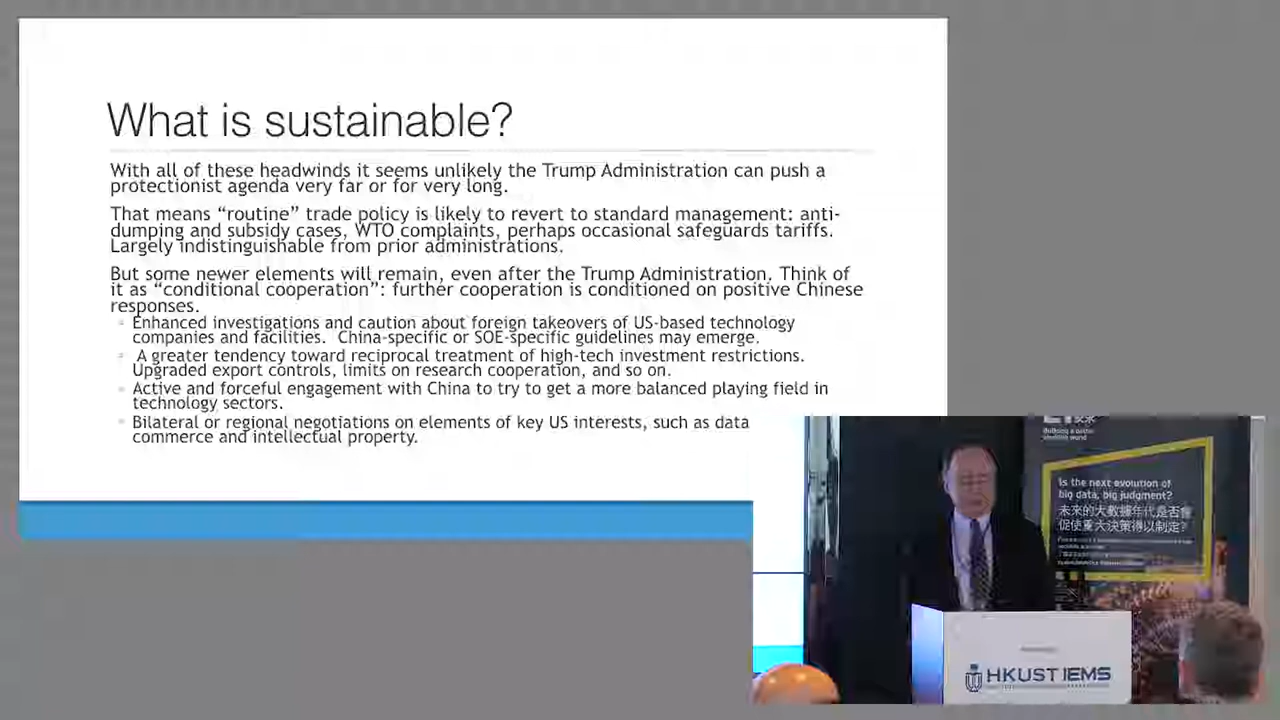 What is sustainable?
With all of these headwinds it seems unlikely the Trump Administration can push a
protectionist agenda very far or for very long.
That means “routine” trade policy is likely to revert to standard management: anti-
dumping and subsidy cases, WTO complaints, perhaps occasional safeguards tariffs.
Largely indistinguishable from prior administrations.
But some newer elements will remain, even after the Trump Administration. Think of
it as “conditional cooperation”: further cooperation is conditioned on positive Chinese
responses.
Enhanced investigations and caution about foreign takeovers of US-based technology
companies and facilities. China-specific or SOE-specific guidelines may emerge.
A greater tendency toward reciprocal treatment of high-tech investment restrictions.
Upgraded export controls, limits on research cooperation, and so on.
Active and forceful engagement with China to try to get a more balanced playing field in
technology sectors.
Bilateral or regional negotiations on elements of key US interests, such as data
commerce and intellectual property.
Building a better
working world
Is the next evolution of
big data, big judgment?
未來的大數據年代是否會
促使重大決策得以制定?
HKUST IEMS